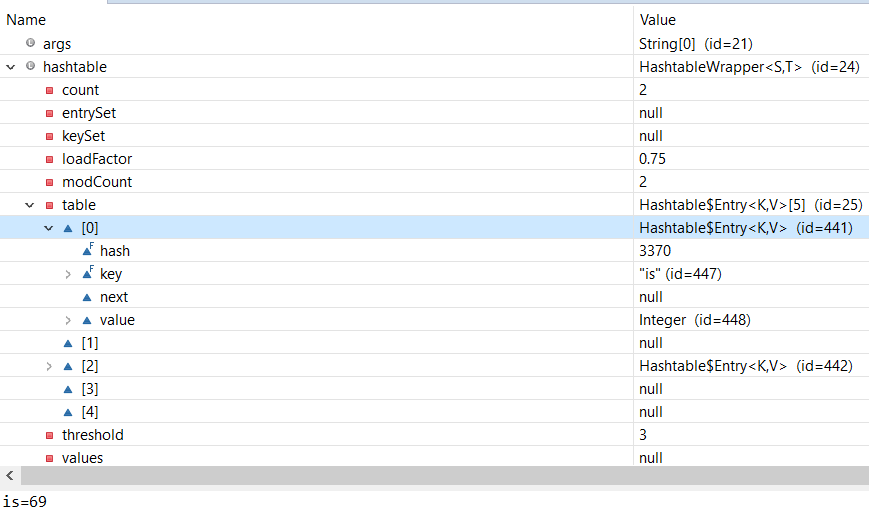 Name Value
args String[0] (id=21)
hashtable HashtableWrapper<S,T> (id=24)
count 2
entrySet null
keySet null
loadFactor 0.75
modCount 2
table Hashtable$Entry<K,V>[5] (id=25)
[0] Hashtable$Entry<K,V> (id=441)
F hash 3370
F key "is" (id=447)
next null
value Integer (id=448)
[1] null
[2] Hashtable$Entry<K,V> (id=442)
[3] null
[4] null
threshold 3
values null
is=69